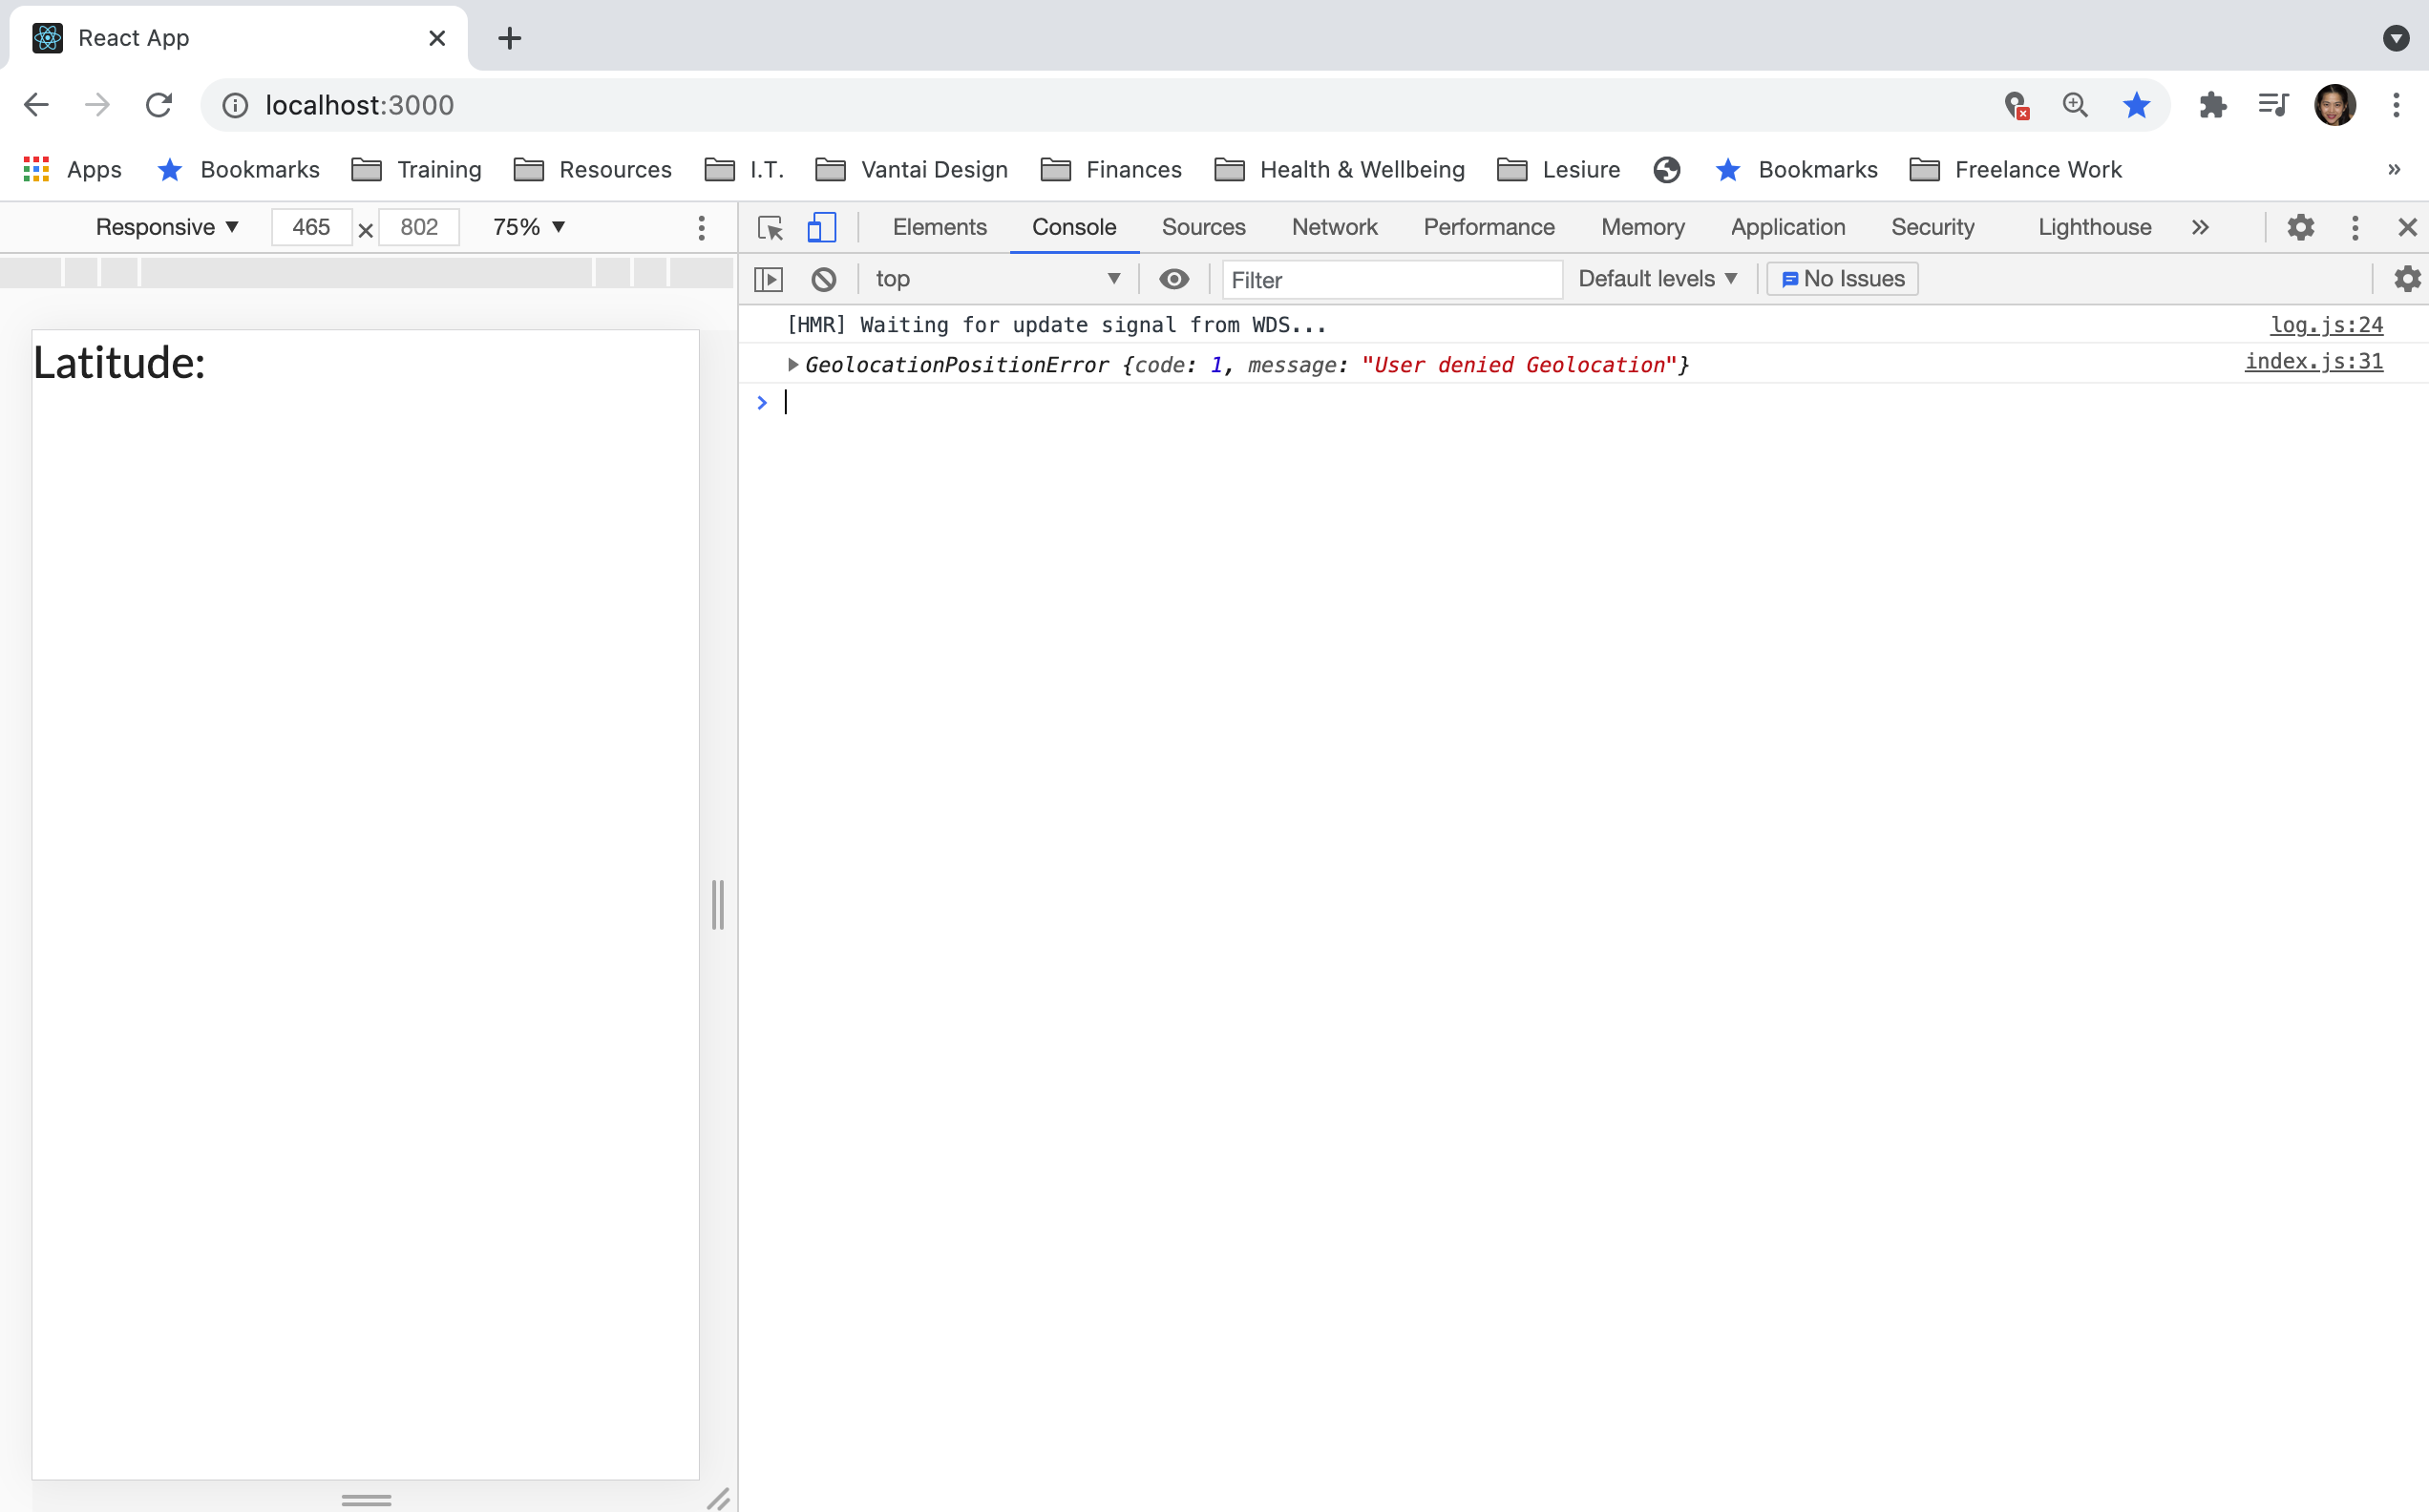 React App
localhost:3000
Apps Bookmarks Training Resources I.T. Vantai Design Finances Health & Wellbeing Lesiure Bookmarks Freelance Work »
Responsive ▼ 465 × 802 75% ▼
Elements Console Sources Network Performance Memory Application Security Lighthouse »
top ▼ Filter Default levels ▼ No Issues
[HMR] Waiting for update signal from WDS... log.js:24
GeolocationPositionError {code: 1, message: "User denied Geolocation"} index.js:31
Latitude: